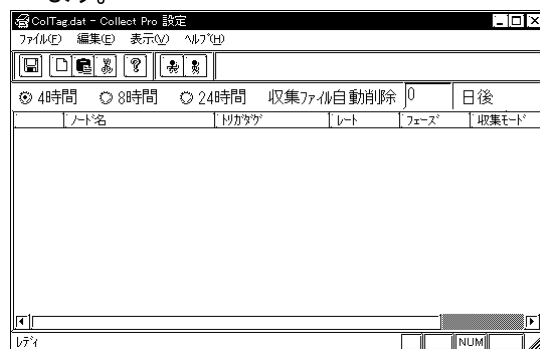 ます。
ColTag.dat - Collect Pro 設定
ファイル(F) 編集(E) 表示(V) ヘルプ(H)
4時間 8時間 24時間 収集ファイル自動削除 0 日後
ノード名 トリガタグ レート フェーズ 収集モード
レディ NUM